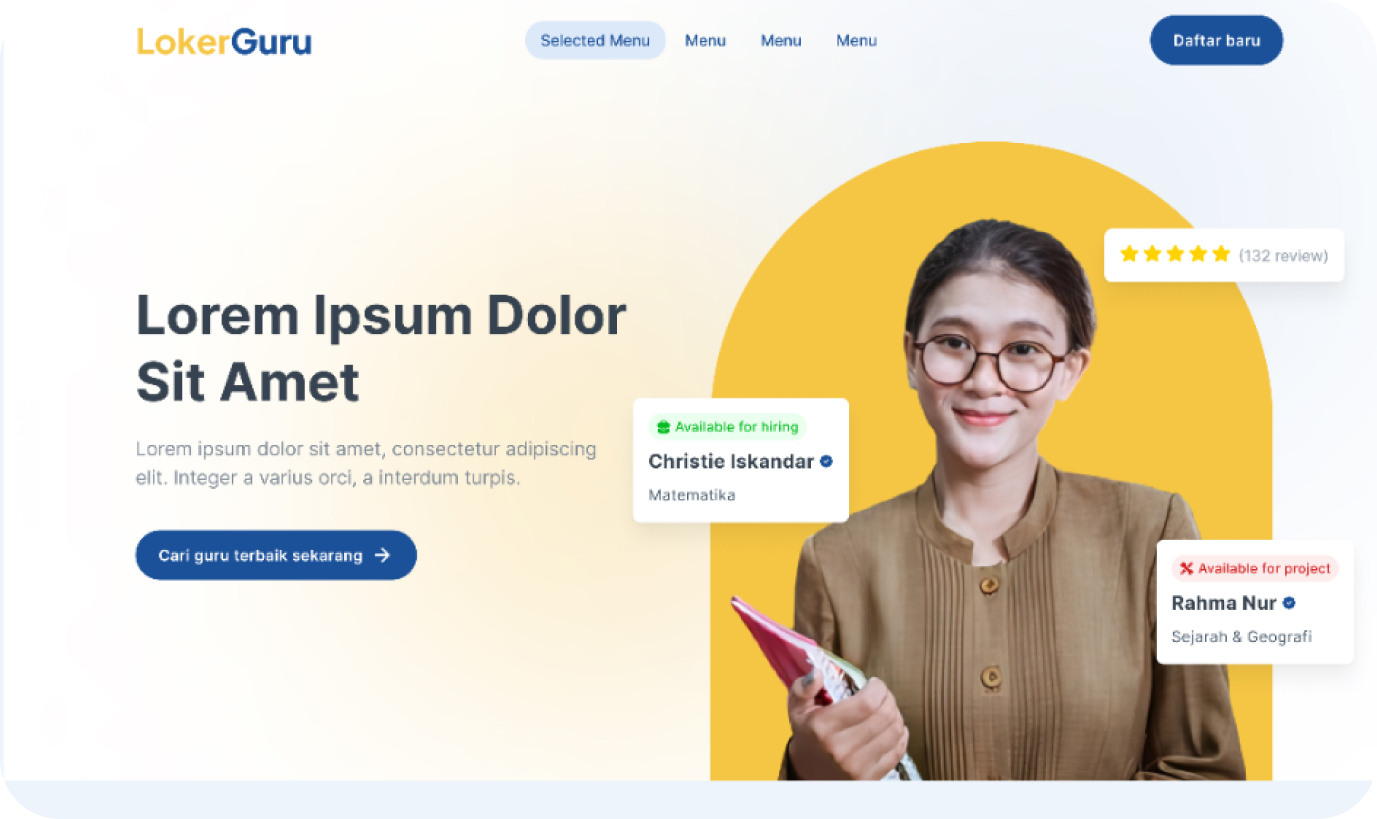 LokerGuru
Selected Menu
Menu
Menu
Menu
Daftar baru
(132 review)
Lorem Ipsum Dolor
Sit Amet
Lorem ipsum dolor sit amet, consectetur adipiscing
elit. Integer a varius orci, a interdum turpis.
Cari guru terbaik sekarang
Available for hiring
Christie Iskandar
Matematika
Available for project
Rahma Nur
Sejarah & Geografi